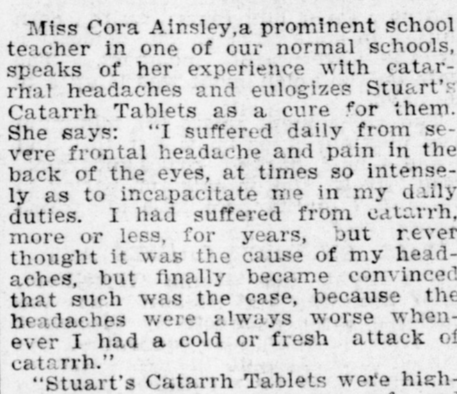 Miss Cora Ainsley,a prominent school
teacher in one of our normal schools,
speaks of her experience with catar-
rhal headaches and eulogizes Stuart's
Catarrh Tablets as a cure for them.
She says: "I suffered daily from se-
vere frontal headache and pain in the
back of the eyes, at times so intense-
ly as to incapacitate me in my daily
duties. I had suffered from catarrh,
more or less, for years, but never
thought it was the cause of my head-
aches, but finally became convinced
that such was the case, because the
headaches were always worse when-
ever I had a cold or fresh attack of
catarrh."
"Stuart's Catarrh Tablets were high-